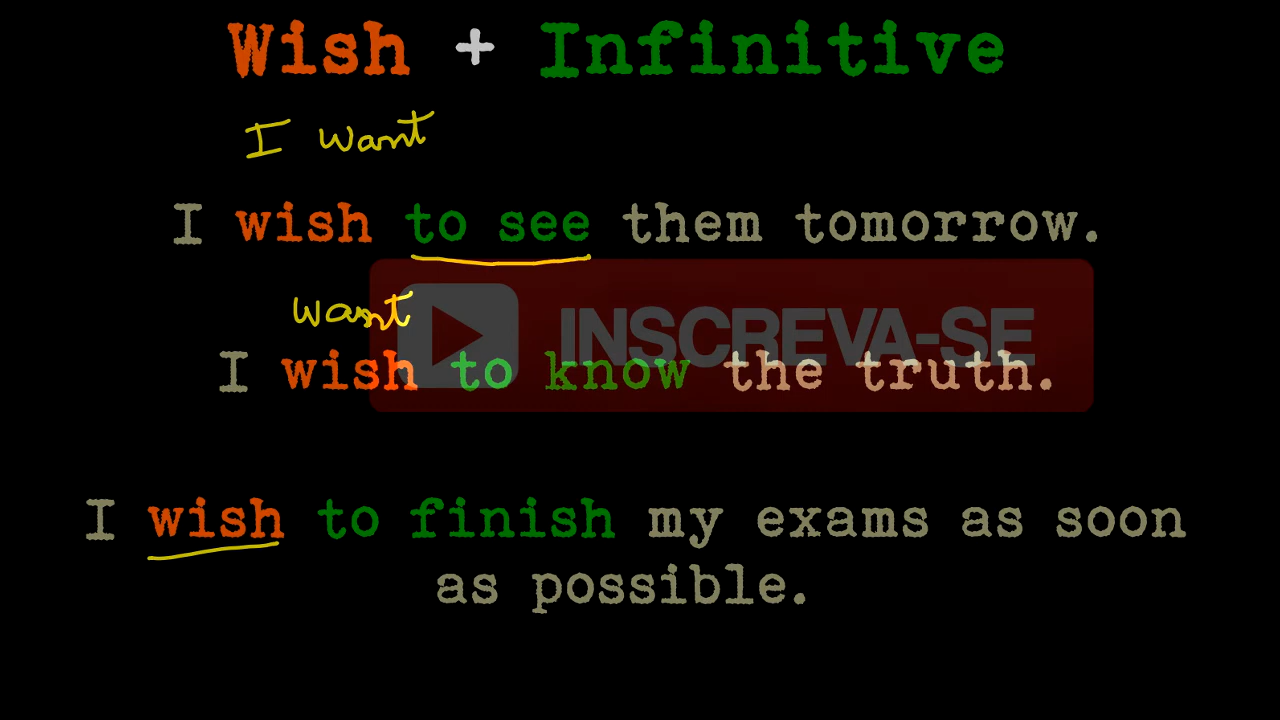 Wish + Infinitive
I want
I wish to see them tomorrow.
want
INSCREVA-SE
I wish to know the truth.
I wish to finish my exams as soon
as possible.